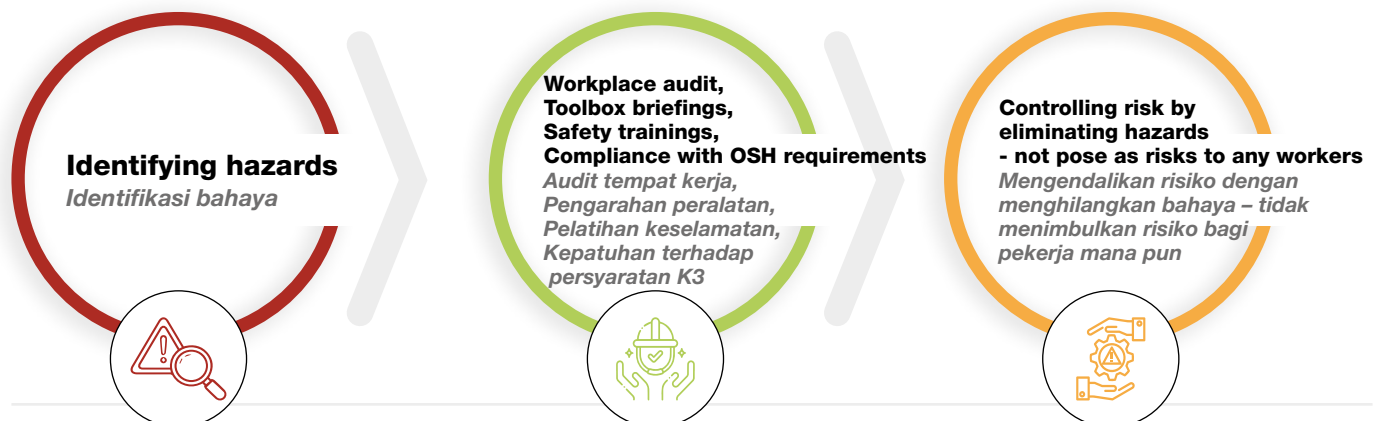 Identifying hazards
Identifikasi bahaya
Workplace audit,
Toolbox briefings,
Safety trainings,
Compliance with OSH requirements
Audit tempat kerja,
Pengarahan peralatan,
Pelatihan keselamatan,
Kepatuhan terhadap
persyaratan K3
Controlling risk by
eliminating hazards
- not pose as risks to any workers
Mengendalikan risiko dengan
menghilangkan bahaya – tidak
menimbulkan risiko bagi
pekerja mana pun